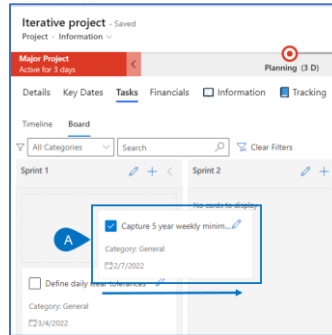 Iterative project - Saved
Project · Information
Major Project
Active for 3 days
Planning (3 D)
Details Key Dates Tasks Financials Information Tracking
Timeline Board
All Categories Search Clear Filters
Sprint 1 Sprint 2
No cards to display
A Capture 5 year weekly minim...
Category: General
2/7/2022
Define daily wear tolerances
Category: General
3/4/2022